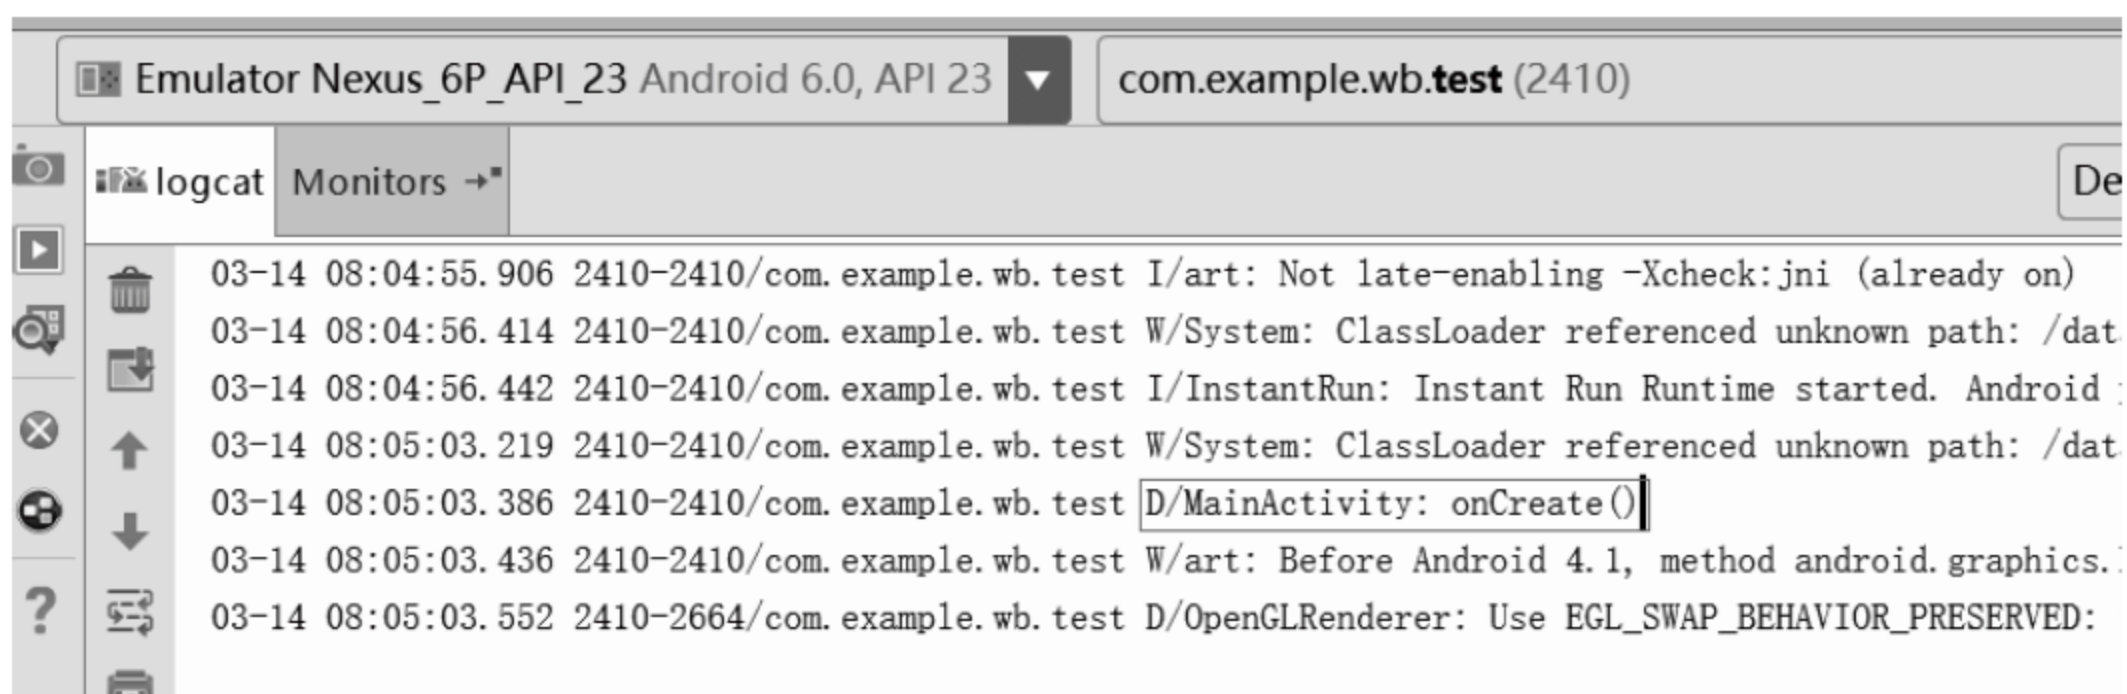 Emulator Nexus_6P_API_23 Android 6.0, API 23 com.example.wb.test (2410)
logcat Monitors De
03-14 08:04:55.906 2410-2410/com.example.wb.test I/art: Not late-enabling -Xcheck:jni (already on)
03-14 08:04:56.414 2410-2410/com.example.wb.test W/System: ClassLoader referenced unknown path: /dat
03-14 08:04:56.442 2410-2410/com.example.wb.test I/InstantRun: Instant Run Runtime started. Android
03-14 08:05:03.219 2410-2410/com.example.wb.test W/System: ClassLoader referenced unknown path: /dat
03-14 08:05:03.386 2410-2410/com.example.wb.test D/MainActivity: onCreate()
03-14 08:05:03.436 2410-2410/com.example.wb.test W/art: Before Android 4.1, method android.graphics.
03-14 08:05:03.552 2410-2664/com.example.wb.test D/OpenGLRenderer: Use EGL_SWAP_BEHAVIOR_PRESERVED: